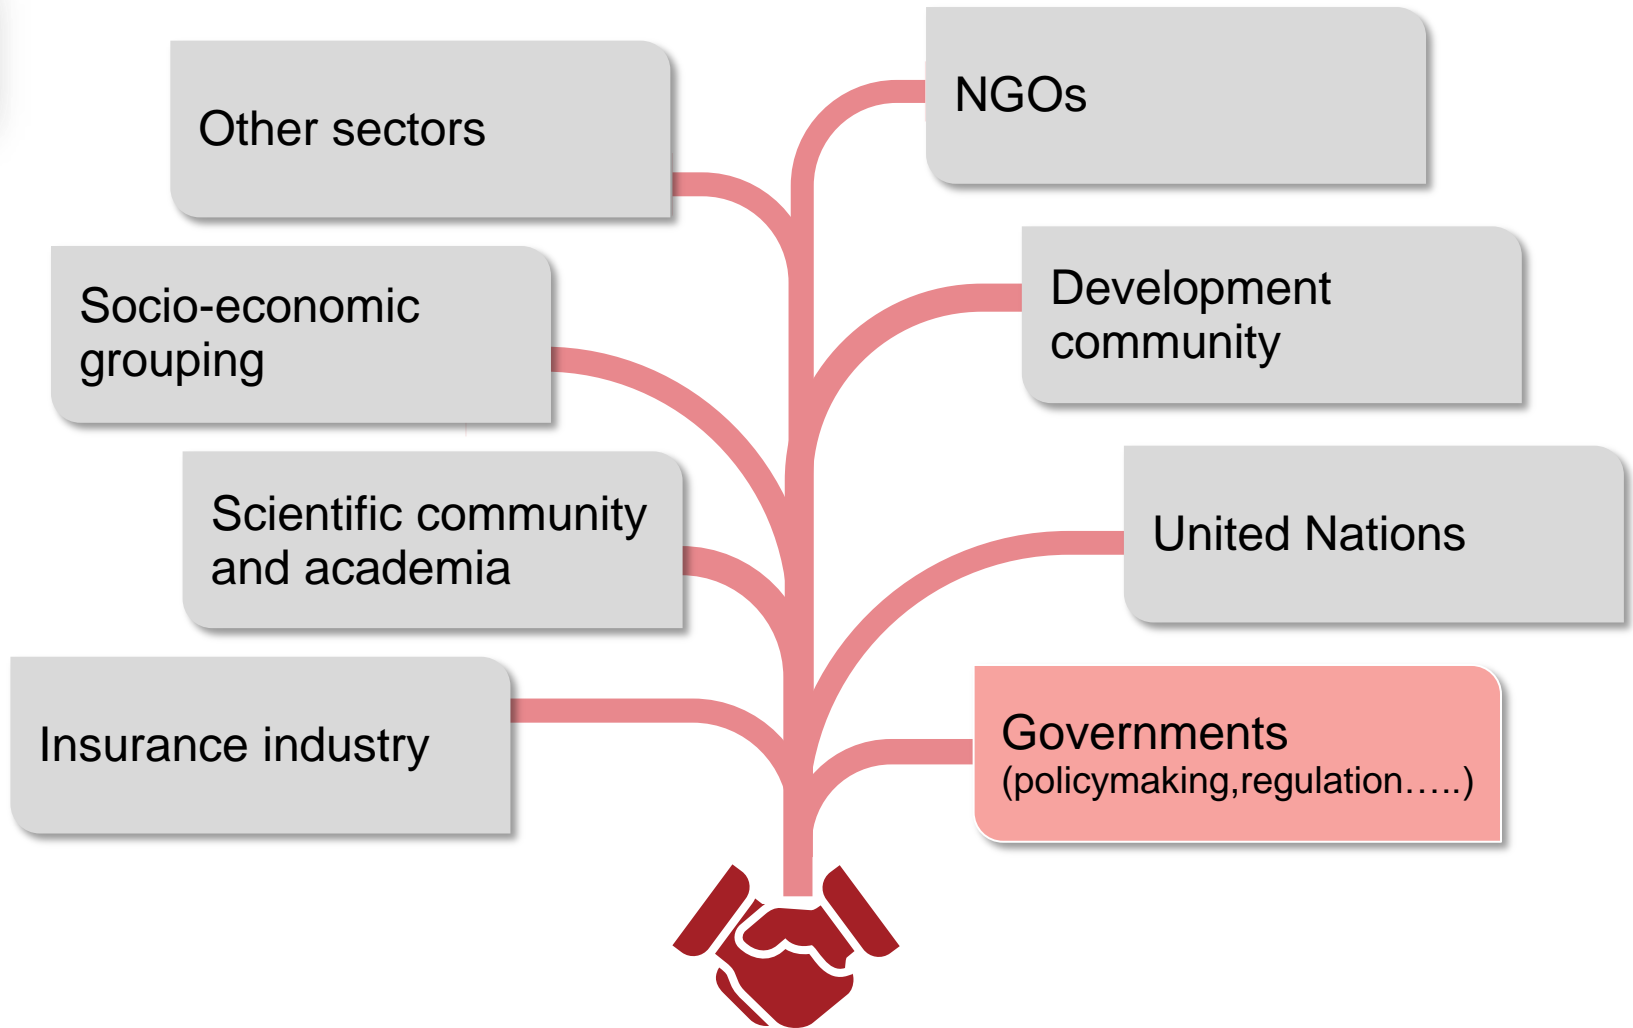 Other sectors
NGOs
Socio-economic
grouping
Development
community
Scientific community
and academia
United Nations
Insurance industry
Governments
(policymaking,regulation…..)